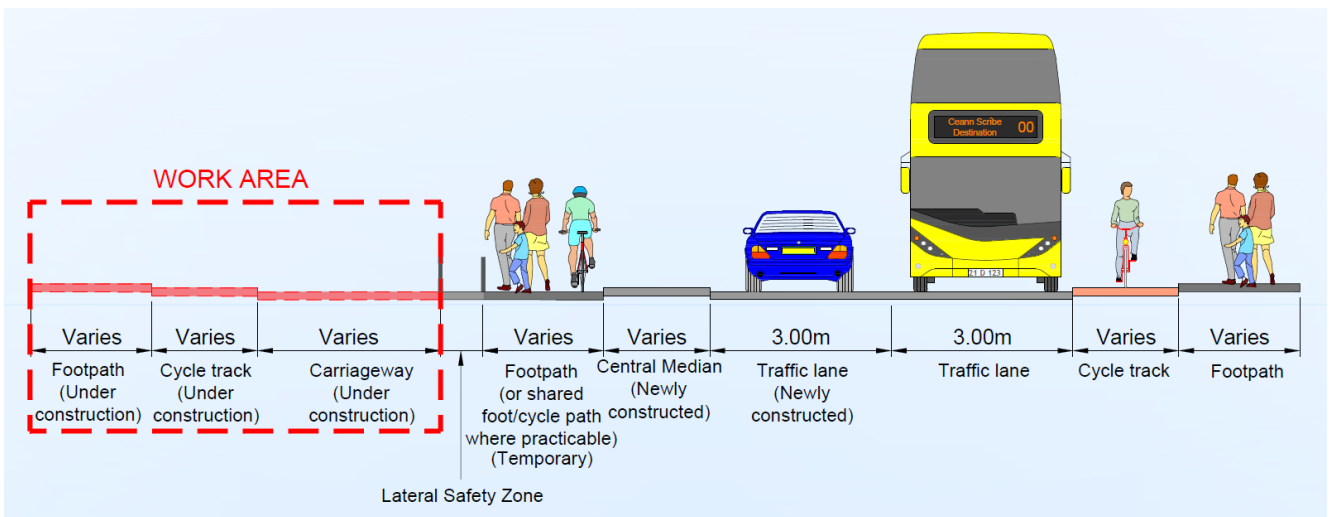 WORK AREA
Ceann Scríbe
Destination
00
21 D 123
Varies
Varies
Varies
Varies
Varies
3.00m
3.00m
Varies
Varies
Footpath
(Under
construction)
Cycle track
(Under
construction)
Carriageway
(Under
construction)
Footpath
(or shared
foot/cycle path
where practicable)
(Temporary)
Central Median
(Newly
constructed)
Traffic lane
(Newly
constructed)
Traffic lane
Cycle track
Footpath
Lateral Safety Zone